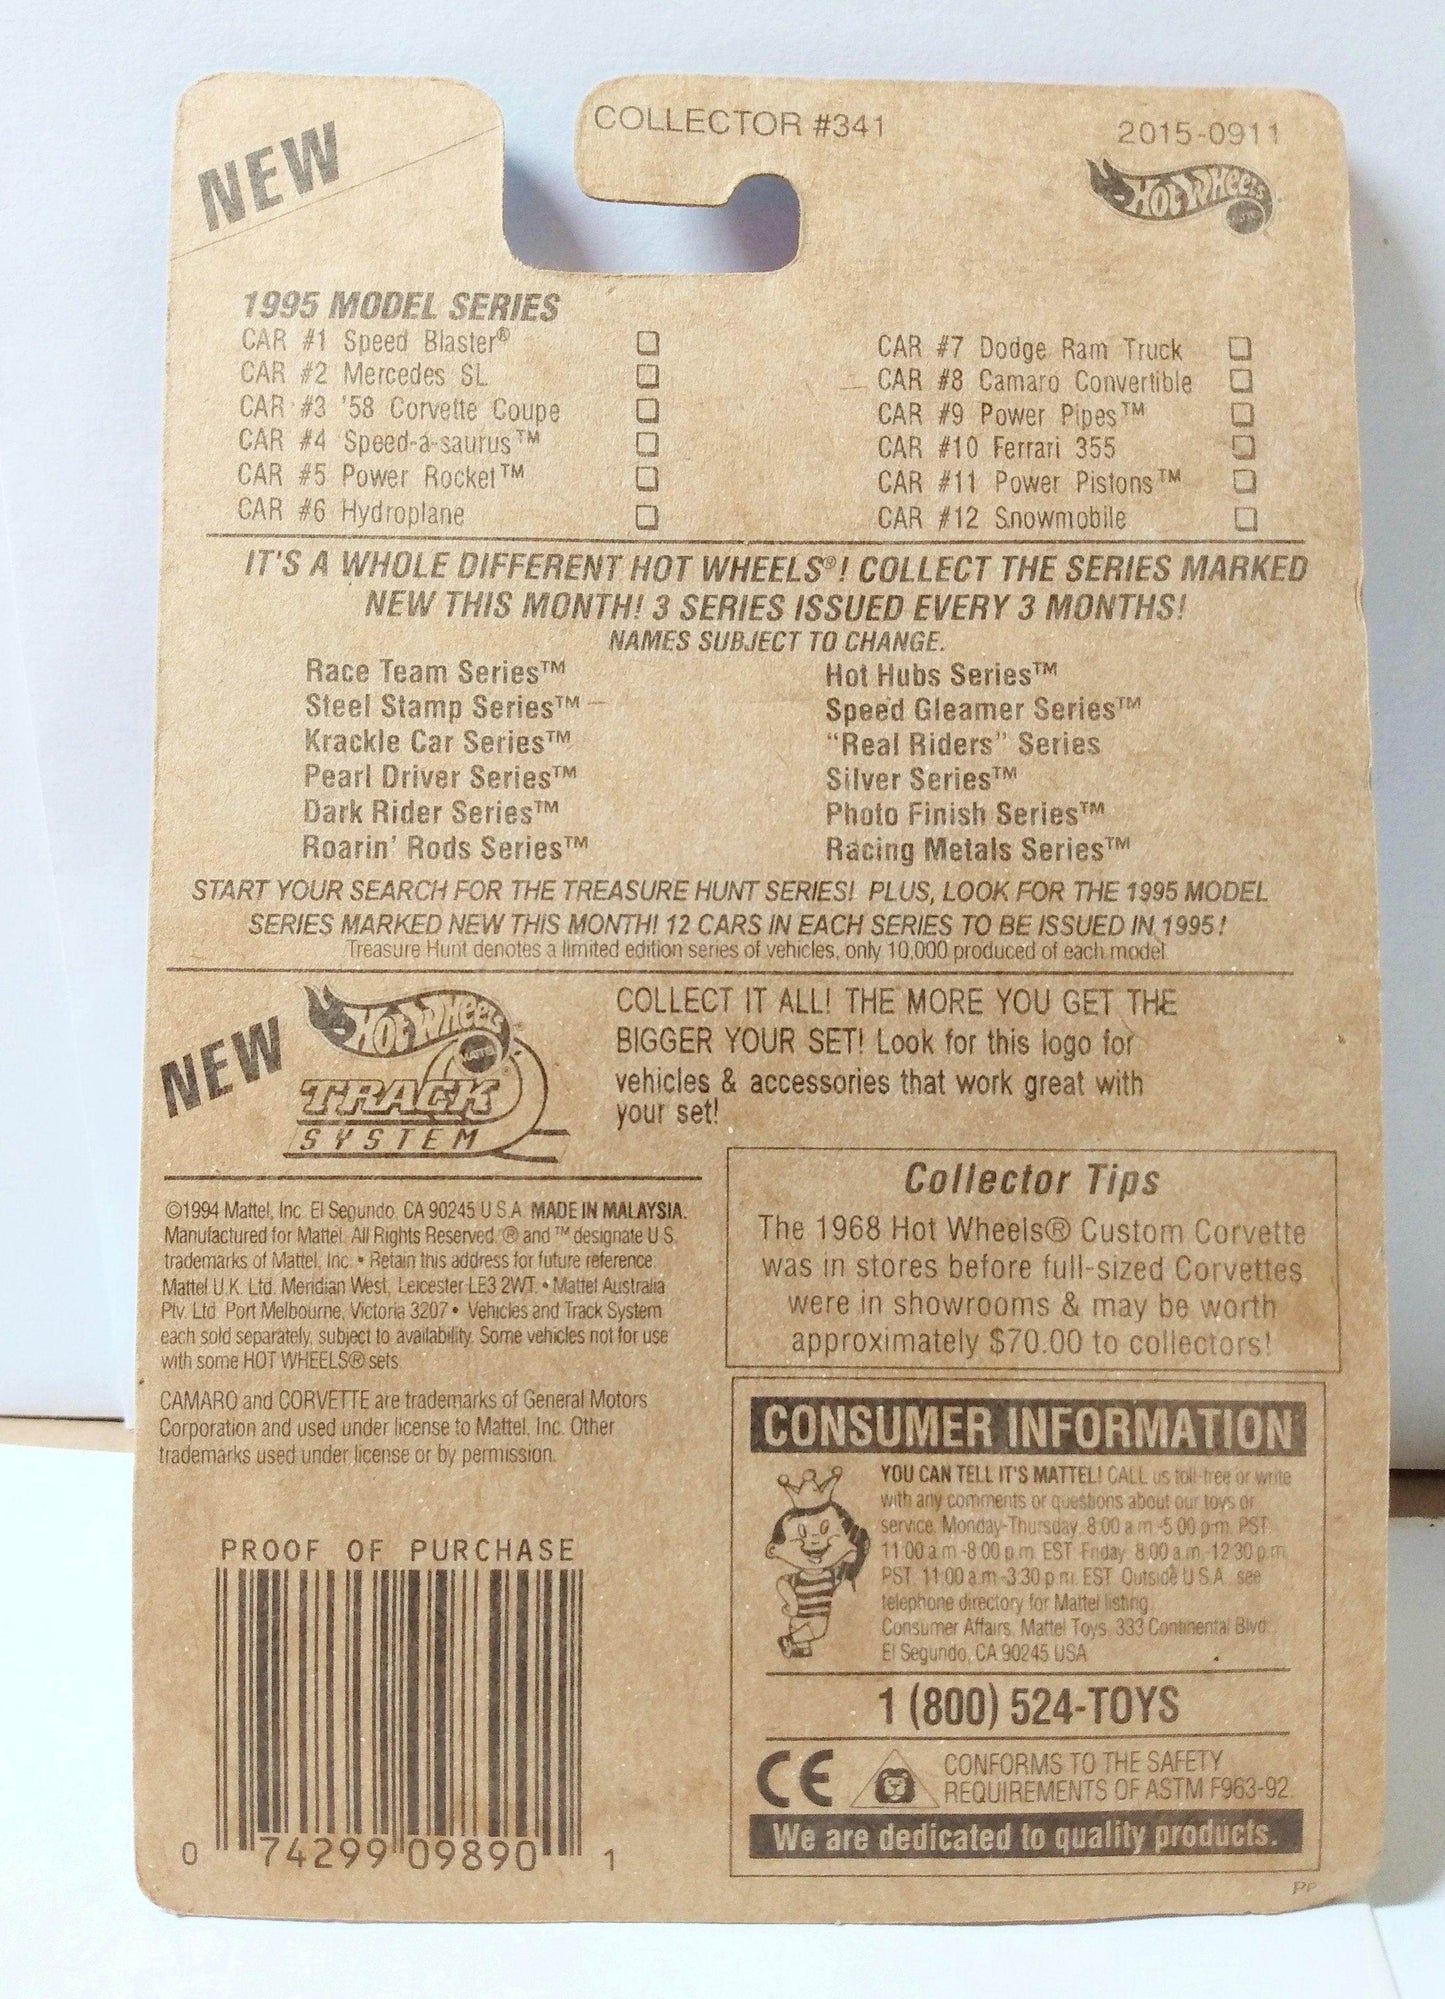 COLLECTOR #341
2015-0911
NEW
HOT WHEELS
1995 MODEL SERIES
CAR #1 Speed Blaster®
CAR #2 Mercedes SL
CAR #3 '58 Corvette Coupe
CAR #4 Speed-a-saurus™
CAR #5 Power Rocket™
CAR #6 Hydroplane
CAR #7 Dodge Ram Truck
CAR #8 Camaro Convertible
CAR #9 Power Pipes™
CAR #10 Ferrari 355
CAR #11 Power Pistons™
CAR #12 Snowmobile
IT'S A WHOLE DIFFERENT HOT WHEELS®! COLLECT THE SERIES MARKED
NEW THIS MONTH! 3 SERIES ISSUED EVERY 3 MONTHS!
NAMES SUBJECT TO CHANGE.
Race Team Series™
Steel Stamp Series™
Krackle Car Series™
Pearl Driver Series™
Dark Rider Series™
Roarin' Rods Series™
Hot Hubs Series™
Speed Gleamer Series™
"Real Riders" Series
Silver Series™
Photo Finish Series™
Racing Metals Series™
START YOUR SEARCH FOR THE TREASURE HUNT SERIES! PLUS, LOOK FOR THE 1995 MODEL
SERIES MARKED NEW THIS MONTH! 12 CARS IN EACH SERIES TO BE ISSUED IN 1995!
Treasure Hunt denotes a limited edition series of vehicles, only 10,000 produced of each model
NEW
HOT WHEELS
TRACK
SYSTEM
COLLECT IT ALL! THE MORE YOU GET THE
BIGGER YOUR SET! Look for this logo for
vehicles & accessories that work great with
your set!
©1994 Mattel, Inc. El Segundo, CA 90245 U.S.A. MADE IN MALAYSIA.
Manufactured for Mattel. All Rights Reserved. ® and ™ designate U.S.
trademarks of Mattel, Inc. • Retain this address for future reference:
Mattel U.K. Ltd. Meridian West, Leicester LE3 2WT. • Mattel Australia
Pty. Ltd. Port Melbourne, Victoria 3207 • Vehicles and Track System
each sold separately, subject to availability. Some vehicles not for use
with some HOT WHEELS® sets.
CAMARO and CORVETTE are trademarks of General Motors
Corporation and used under license to Mattel, Inc. Other
trademarks used under license or by permission.
Collector Tips
The 1968 Hot Wheels® Custom Corvette
was in stores before full-sized Corvettes
were in showrooms & may be worth
approximately $70.00 to collectors!
CONSUMER INFORMATION
YOU CAN TELL IT'S MATTEL! CALL us toll-free or write
with any comments or questions about our toys or
service. Monday-Thursday, 8:00 a.m.-5:00 p.m. PST
11:00 a.m.-8:00 p.m. EST. Friday 8:00 a.m.-12:30 p.m.
PST. 11:00 a.m.-3:30 p.m. EST. Outside U.S.A. see
telephone directory for Mattel listing.
Consumer Affairs, Mattel Toys, 333 Continental Blvd.
El Segundo, CA 90245 USA
1 (800) 524-TOYS
CE
CONFORMS TO THE SAFETY
REQUIREMENTS OF ASTM F963-92.
We are dedicated to quality products.
PROOF OF PURCHASE
0 74299 09890 1
PP